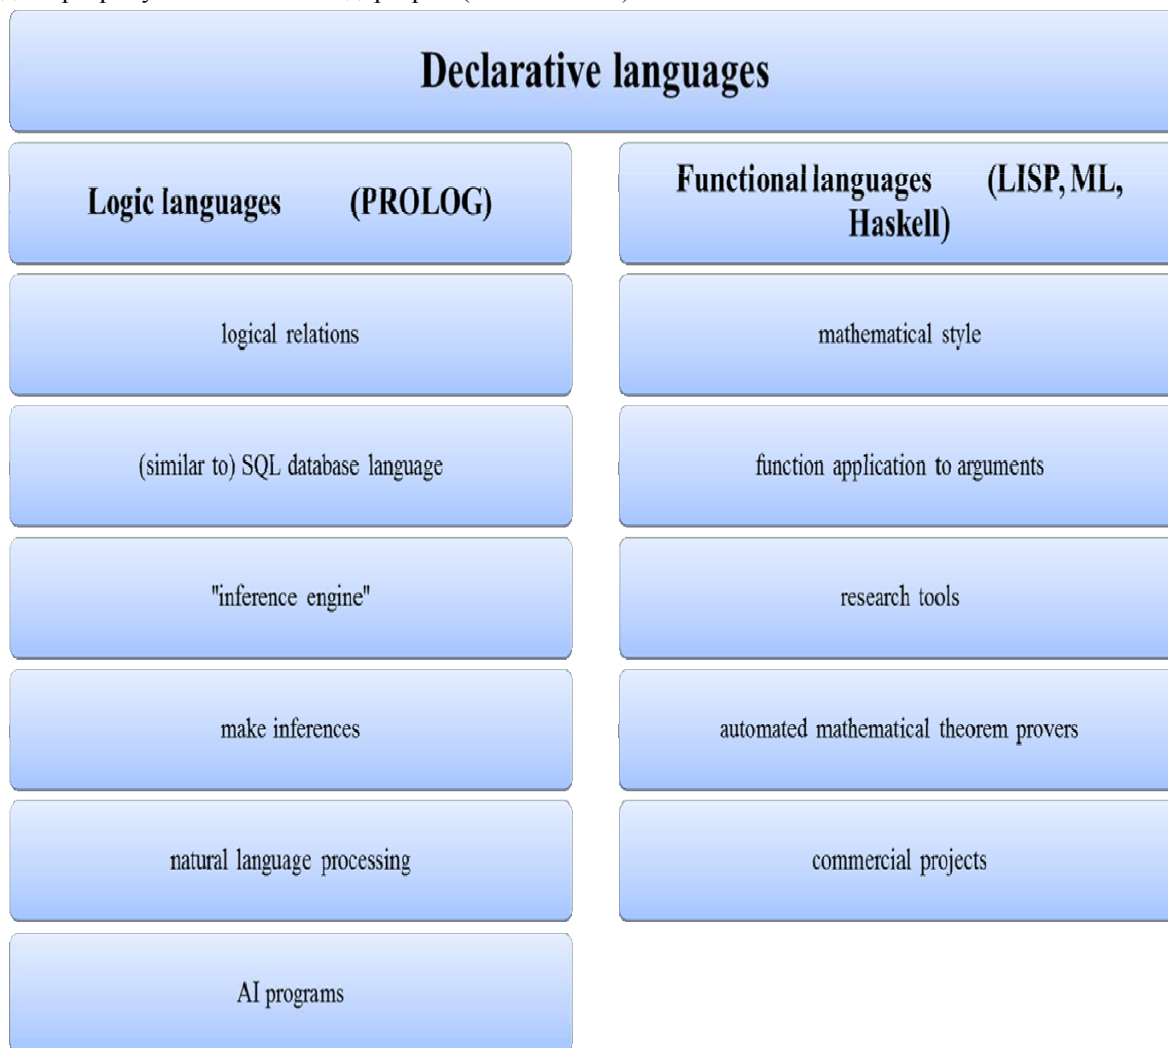 Declarative languages
Logic languages (PROLOG)
Functional languages (LISP, ML,
Haskell)
logical relations
mathematical style
(similar to) SQL database language
function application to arguments
"inference engine"
research tools
make inferences
automated mathematical theorem provers
natural language processing
commercial projects
AI programs